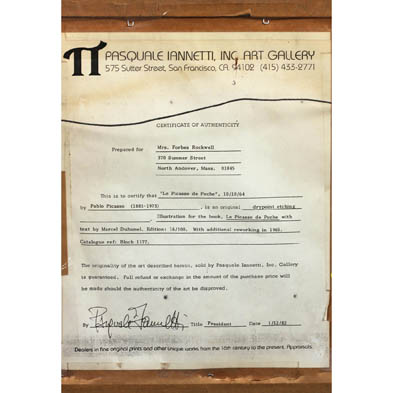 PASQUALE IANNETTI, INC. ART GALLERY
575 Sutter Street, San Francisco, CA. 94102 (415) 433-2771
CERTIFICATE OF AUTHENTICITY
Prepared for Mrs. Forbes Rockwell
370 Summer Street
North Andover, Mass. 01845
This is to certify that "Le Picasso de Poche", 10/10/64
by Pablo Picasso (1881-1973) , is an original drypoint etching
, Illustration for the book, Le Picasso de Poche with
text by Marcel Duhamel. Edition: 16/100. With additional reworking in 1965.
Catalogue ref: Bloch 1177.
The originality of the art described herein, sold by Pasquale Iannetti, Inc. Gallery
is guaranteed. Full refund or exchange in the amount of the purchase price will
be made should the authenticity of the art be disproved.
By Pasquale Iannetti Title President Date 1/12/82
Dealers in fine original prints and other unique works from the 16th century to the present. Appraisals.